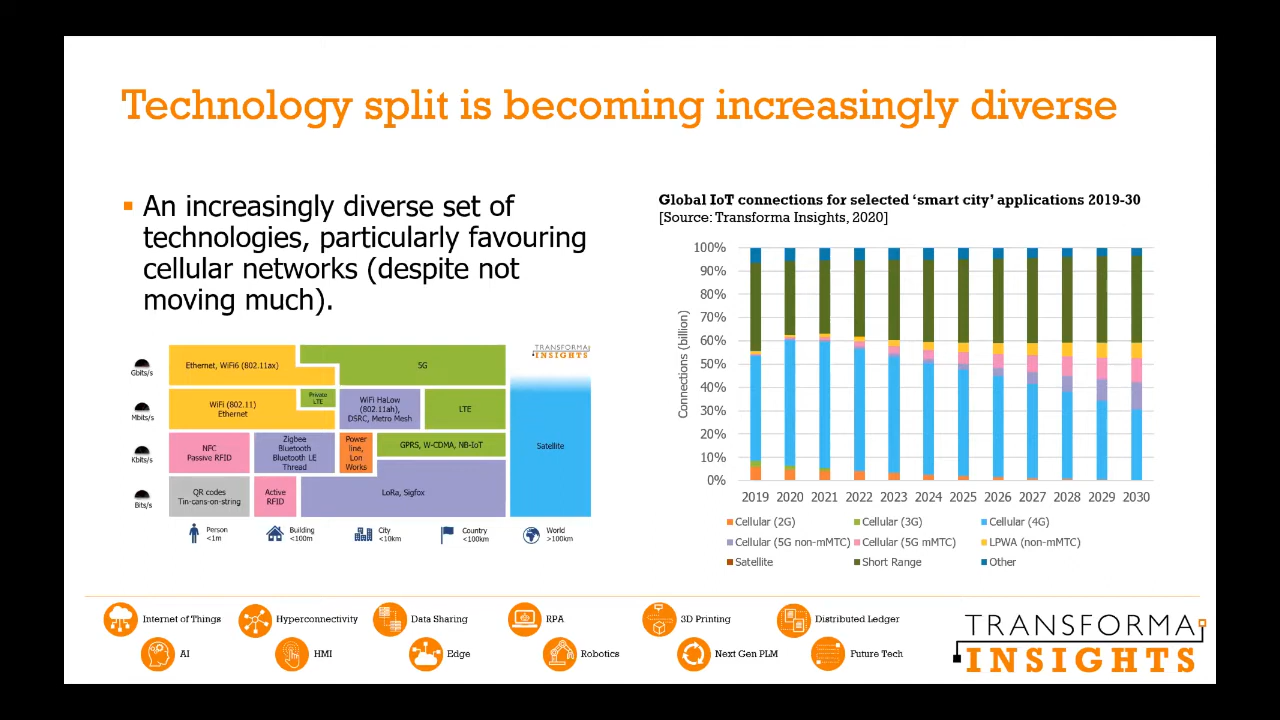 Technology split is becoming increasingly diverse
An increasingly diverse set of
technologies, particularly favouring
cellular networks (despite not
moving much).
TRANSFORMA
INSIGHTS
Gbits/s
Ethernet, WiFi6 (802.11ax)
5G
Mbits/s
WiFi (802.11)
Ethernet
Private
LTE
WiFi HaLow
(802.11ah),
DSRC, Metro Mesh
LTE
Satellite
Kbits/s
NFC
Passive RFID
Zigbee
Bluetooth
Bluetooth LE
Thread
Power
line,
Lon
Works
GPRS, W-CDMA, NB-IoT
Bits/s
QR codes
Tin-cans-on-string
Active
RFID
LoRa, Sigfox
Person
<1m
Building
<100m
City
<10km
Country
<100km
World
>100km
Global IoT connections for selected ‘smart city’ applications 2019-30
[Source: Transforma Insights, 2020]
Connections (billion)
100%
90%
80%
70%
60%
50%
40%
30%
20%
10%
0%
2019 2020 2021 2022 2023 2024 2025 2026 2027 2028 2029 2030
Cellular (2G) Cellular (3G) Cellular (4G)
Cellular (5G non-mMTC) Cellular (5G mMTC) LPWA (non-mMTC)
Satellite Short Range Other
Internet of Things Hyperconnectivity Data Sharing RPA 3D Printing Distributed Ledger
AI HMI Edge Robotics Next Gen PLM Future Tech
TRANSFORMA
INSIGHTS